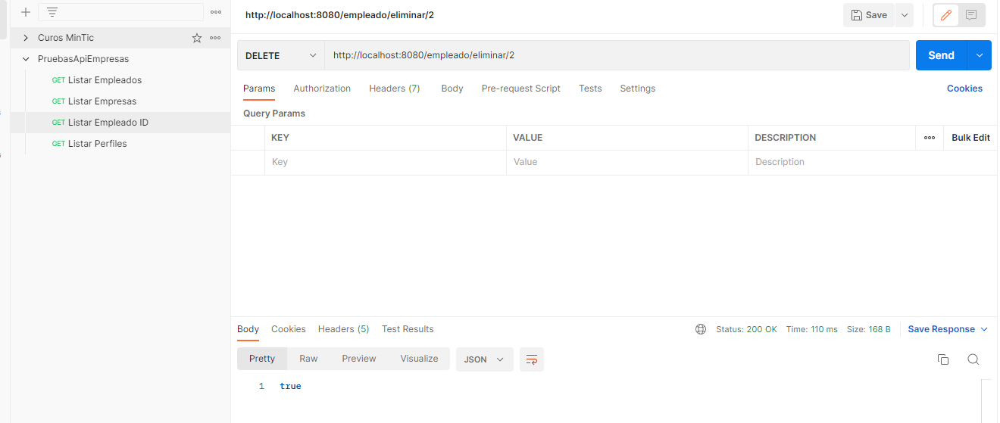 http://localhost:8080/empleado/eliminar/2
Save
Curos MinTic
PruebasApiEmpresas
GET Listar Empleados
GET Listar Empresas
GET Listar Empleado ID
GET Listar Perfiles
DELETE
http://localhost:8080/empleado/eliminar/2
Send
Params Authorization Headers (7) Body Pre-request Script Tests Settings Cookies
Query Params
KEY VALUE DESCRIPTION Bulk Edit
Key Value Description
Body Cookies Headers (5) Test Results Status: 200 OK Time: 110 ms Size: 168 B Save Response
Pretty Raw Preview Visualize JSON
1 true